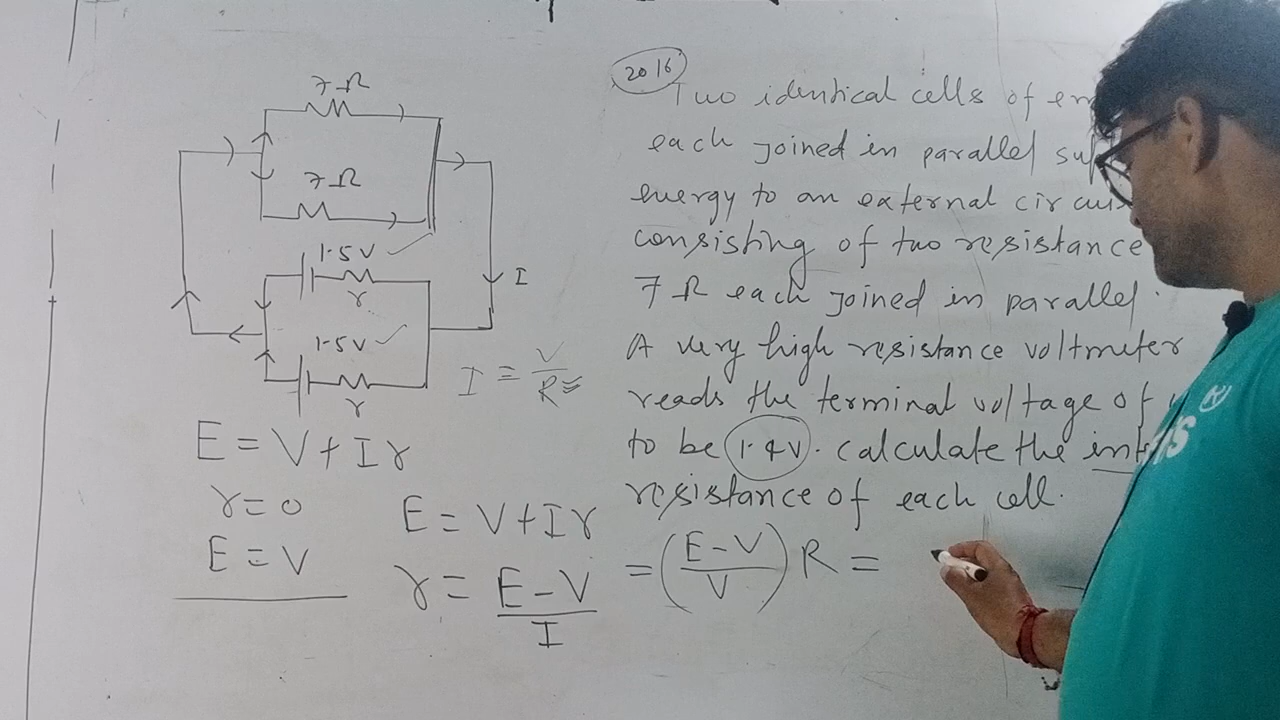 2016
Two identical cells of
each joined in parallel
energy to an external
consisting of two resistance
7 Ω each joined in parallel.
A very high resistance voltmeter
reads the terminal voltage of
to be 1.4V. calculate the
resistance of each cell.
7 Ω
7 Ω
1.5V
r
1.5V
r
I
I = V/R
E = V + Ir
r = 0
E = V
E = V + Ir
r = E - V / I = (E - V / V) R =